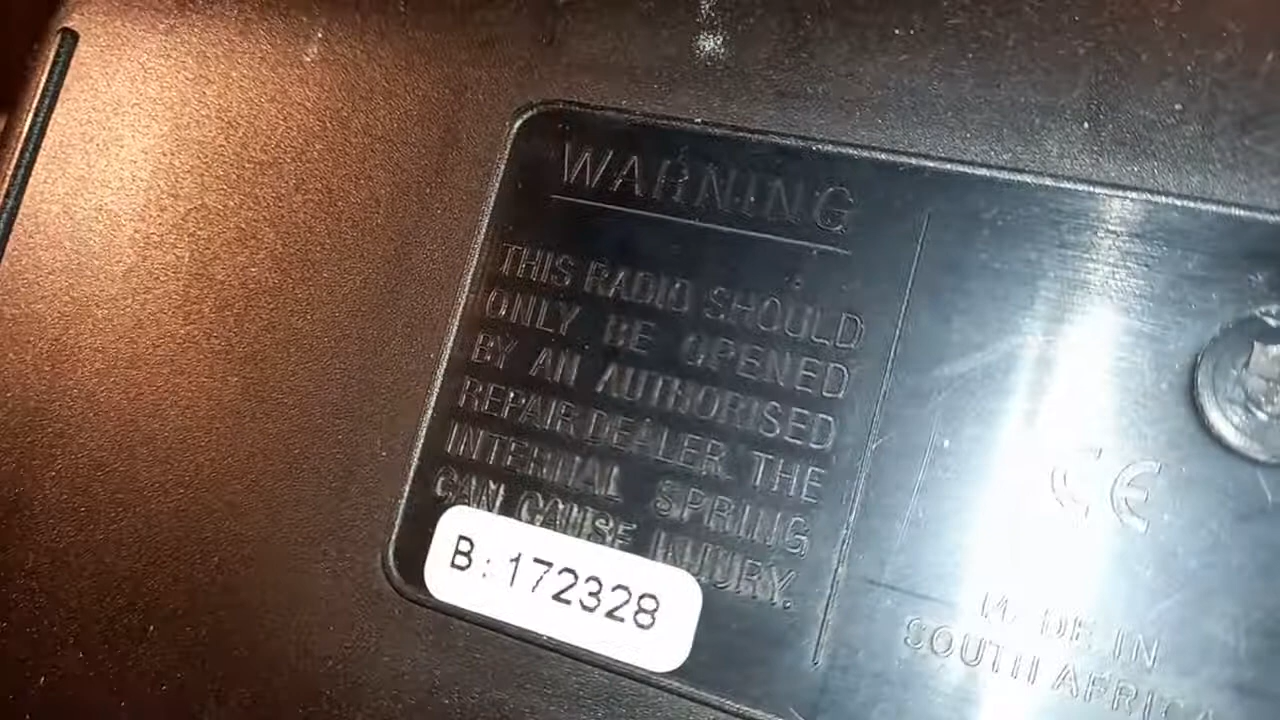 WARNING
THIS RADIO SHOULD
ONLY BE OPENED
BY AN AUTHORISED
REPAIR DEALER. THE
INTERNAL SPRING
CAN CAUSE INJURY.
B: 172328
CE
MADE IN
SOUTH AFRICA